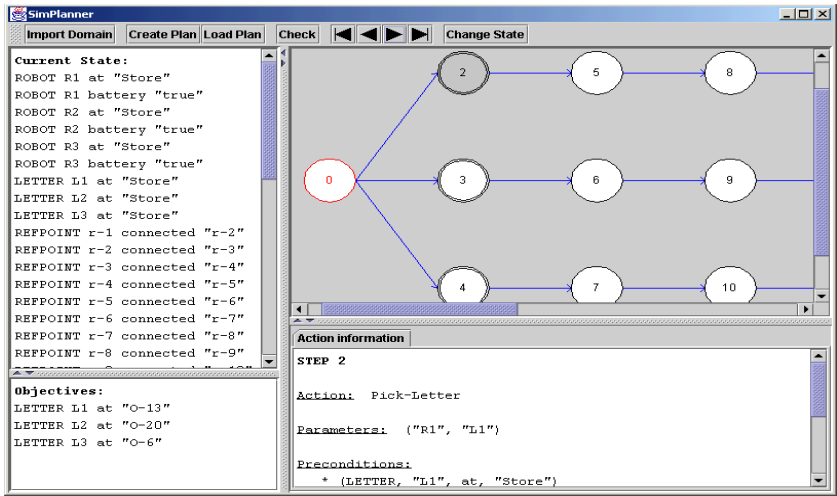 SimPlanner
Import Domain Create Plan Load Plan Check Change State
Current State:
ROBOT R1 at "Store"
ROBOT R1 battery "true"
ROBOT R2 at "Store"
ROBOT R2 battery "true"
ROBOT R3 at "Store"
ROBOT R3 battery "true"
LETTER L1 at "Store"
LETTER L2 at "Store"
LETTER L3 at "Store"
REFPOINT r-1 connected "r-2"
REFPOINT r-2 connected "r-3"
REFPOINT r-3 connected "r-4"
REFPOINT r-4 connected "r-5"
REFPOINT r-5 connected "r-6"
REFPOINT r-6 connected "r-7"
REFPOINT r-7 connected "r-8"
REFPOINT r-8 connected "r-9"
Objectives:
LETTER L1 at "O-13"
LETTER L2 at "O-20"
LETTER L3 at "O-6"
2 5 8
0 3 6 9
4 7 10
Action information
STEP 2
Action: Pick-Letter
Parameters: ("R1", "L1")
Preconditions:
* (LETTER, "L1", at, "Store")